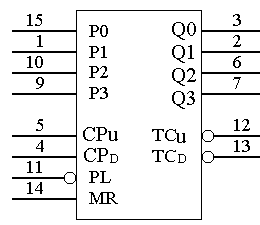 15 P0 Q0 3
1 P1 Q1 2
10 P2 Q2 6
9 P3 Q3 7
5 CPu TCu 12
4 CPD TCD 13
11 PL
14 MR